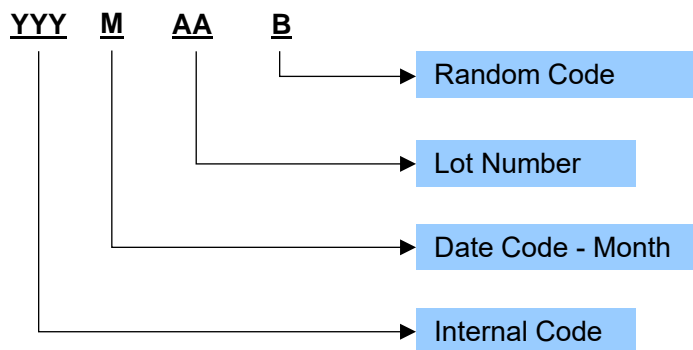 YYY M AA B
Random Code
Lot Number
Date Code - Month
Internal Code